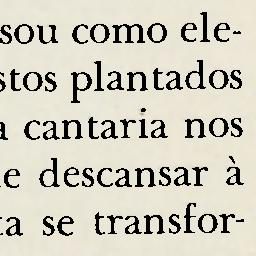 sou como ele-
stos plantados
a cantaria nos
e descansar à
ta se transfor-